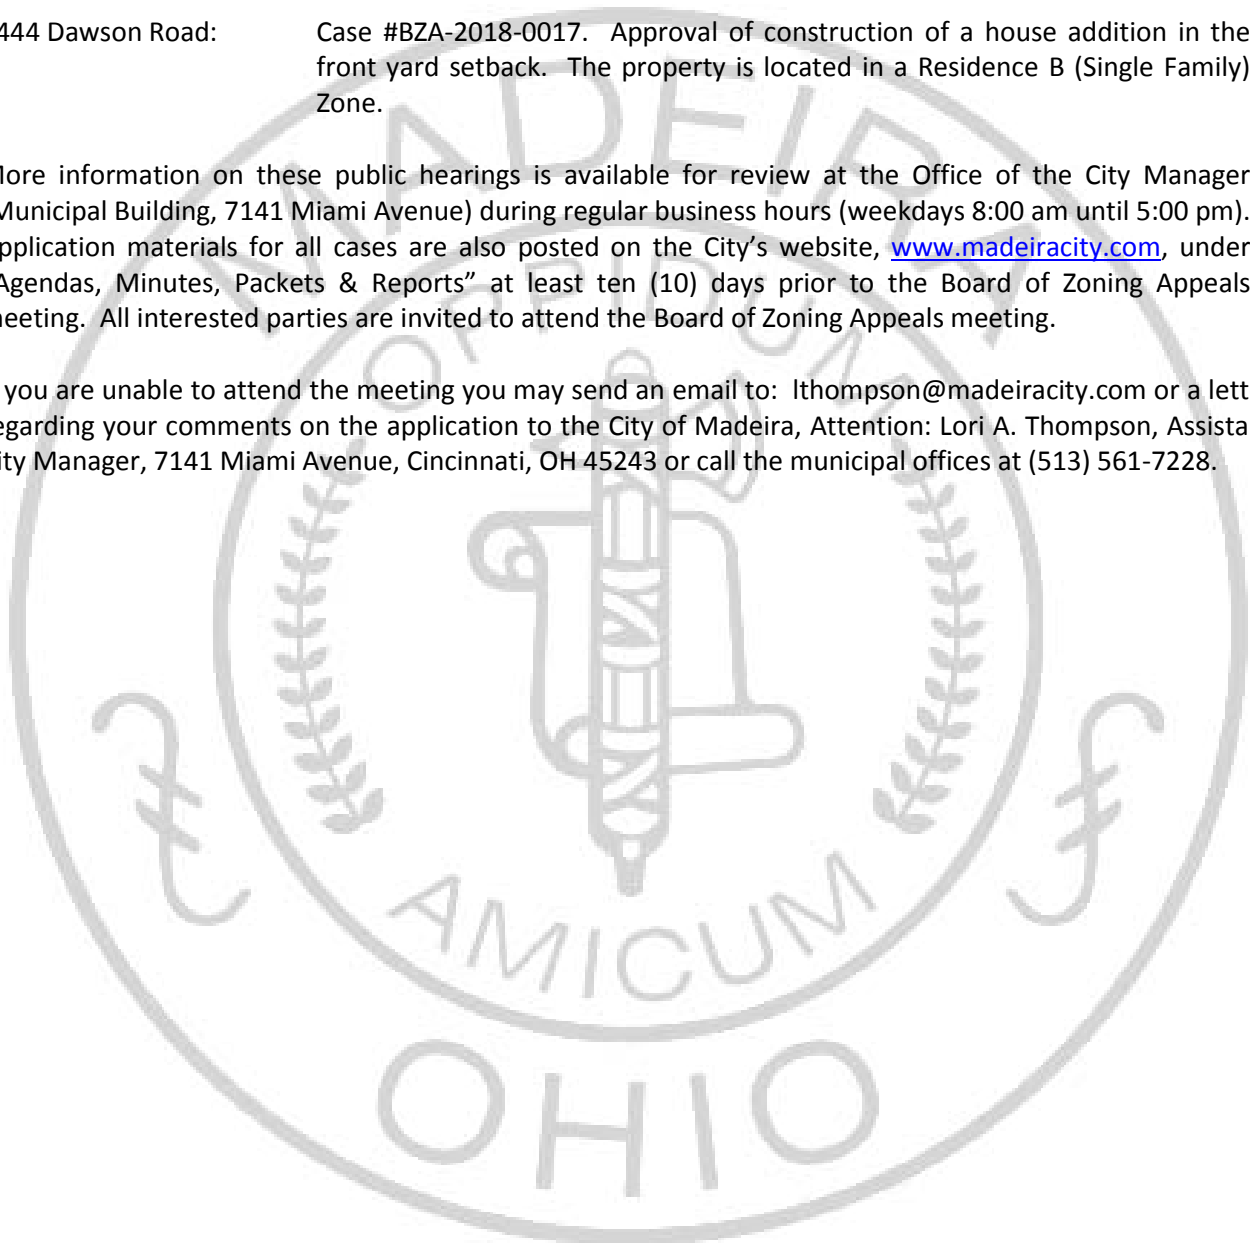 444 Dawson Road: Case #BZA-2018-0017. Approval of construction of a house addition in the
front yard setback. The property is located in a Residence B (Single Family)
Zone.
More information on these public hearings is available for review at the Office of the City Manager
Municipal Building, 7141 Miami Avenue) during regular business hours (weekdays 8:00 am until 5:00 pm).
pplication materials for all cases are also posted on the City’s website, www.madeiracity.com, under
Agendas, Minutes, Packets & Reports” at least ten (10) days prior to the Board of Zoning Appeals
meeting. All interested parties are invited to attend the Board of Zoning Appeals meeting.
you are unable to attend the meeting you may send an email to: lthompson@madeiracity.com or a lett
egarding your comments on the application to the City of Madeira, Attention: Lori A. Thompson, Assista
ity Manager, 7141 Miami Avenue, Cincinnati, OH 45243 or call the municipal offices at (513) 561-7228.
MADEIRA
OPPIDUM
AMICUM
OHIO